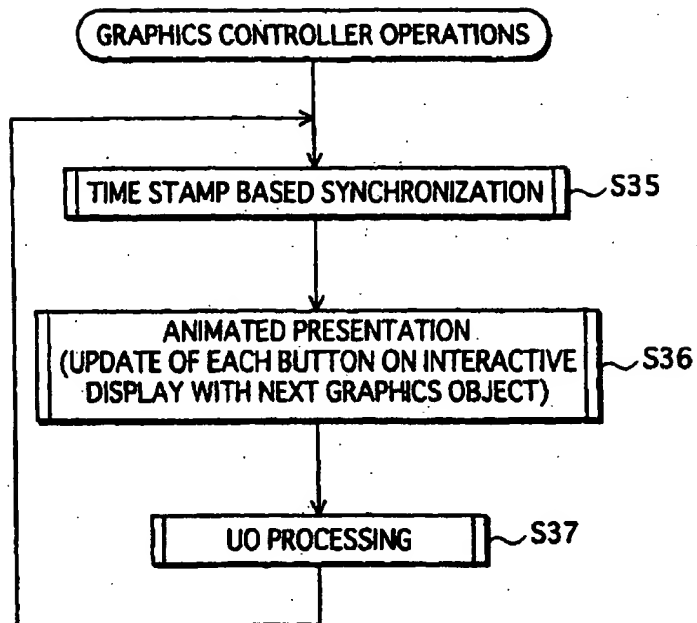 GRAPHICS CONTROLLER OPERATIONS
TIME STAMP BASED SYNCHRONIZATION
S35
ANIMATED PRESENTATION
(UPDATE OF EACH BUTTON ON INTERACTIVE
DISPLAY WITH NEXT GRAPHICS OBJECT)
S36
UO PROCESSING
S37